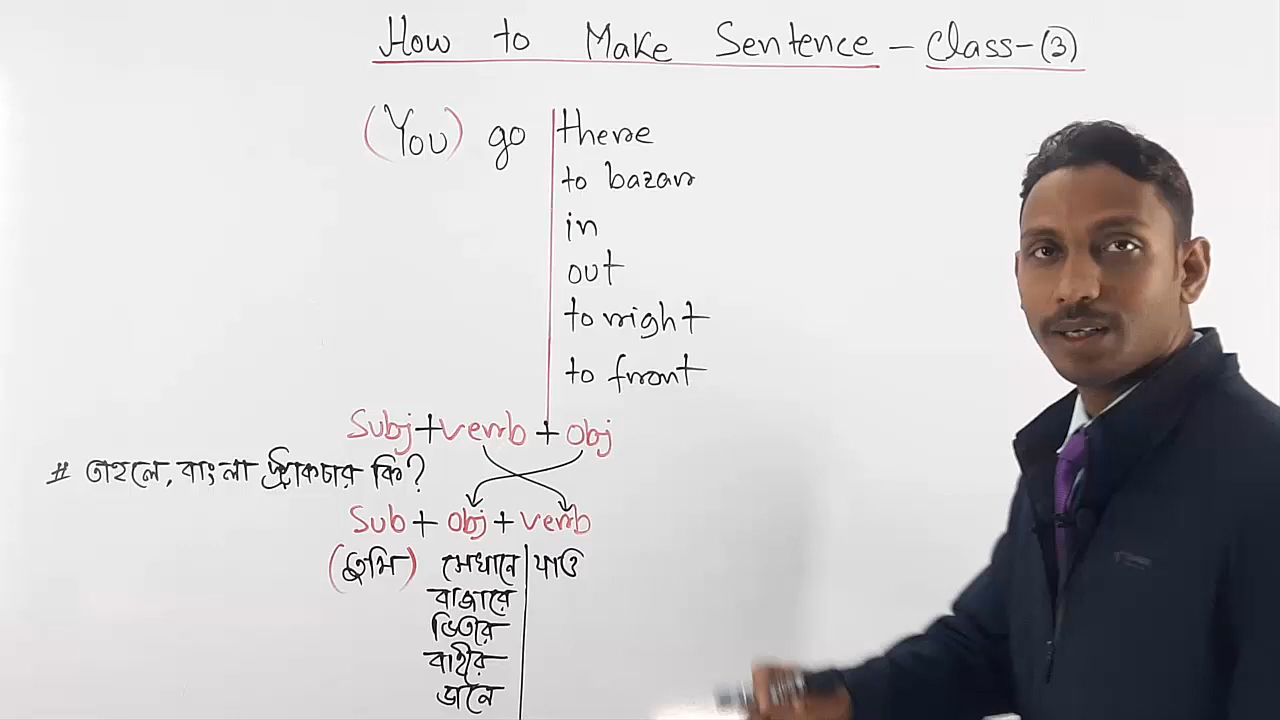 How to Make Sentence - Class-(3)
(You) go there
to bazar
in
out
to right
to front
Subj+verb + Obj
# তাহলে, বাংলা স্ট্রাকচার কি?
Sub + Obj + verb
(তুমি) সেখানে যাও
বাজারে
ভিতরে
বাহিরে
ডানে